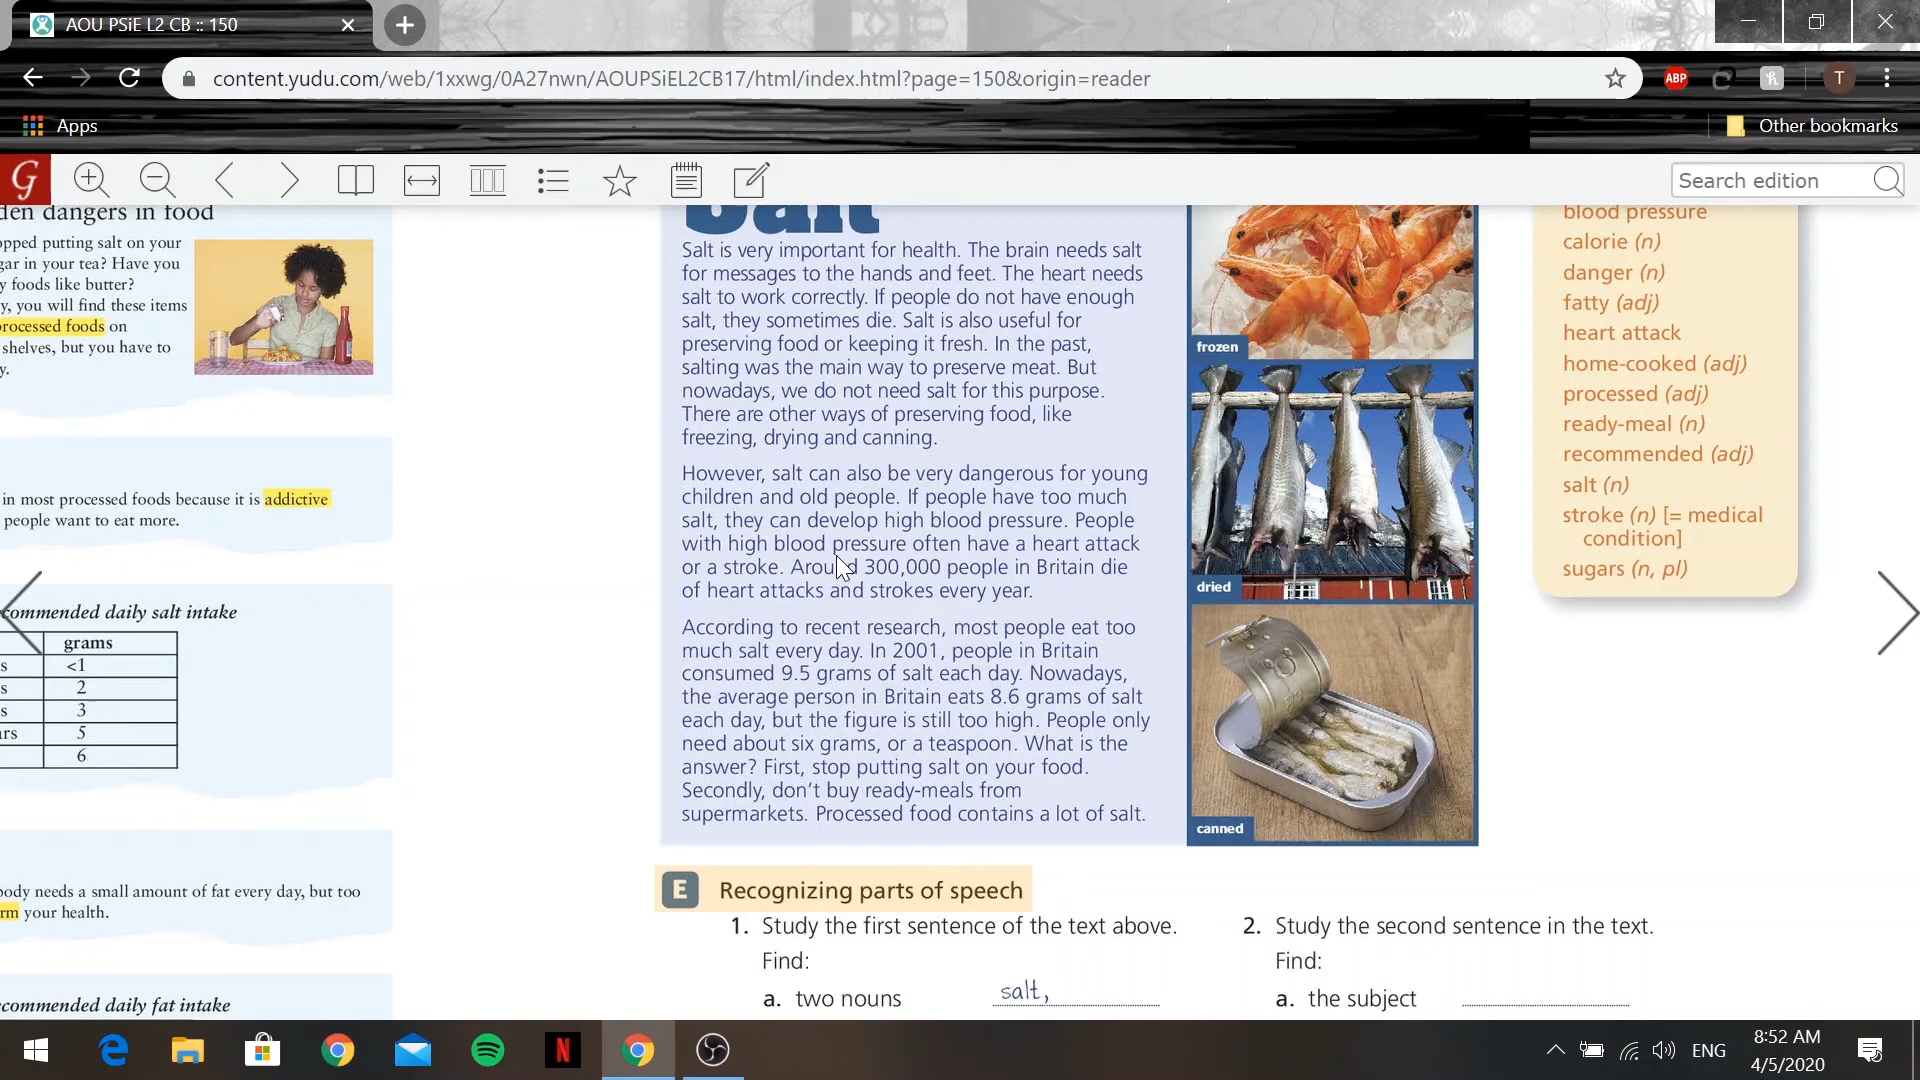 AOU PSiE L2 CB :: 150
content.yudu.com/web/1xxwg/0A27nwn/AOUPSiEL2CB17/html/index.html?page=150&origin=reader
ABP
T
Apps
Other bookmarks
G
Search edition
den dangers in food
opped putting salt on your
gar in your tea? Have you
y foods like butter?
y, you will find these items
processed foods on
shelves, but you have to
y.
in most processed foods because it is addictive
people want to eat more.
commended daily salt intake
grams
s <1
s 2
s 3
ars 5
6
body needs a small amount of fat every day, but too
rm your health.
commended daily fat intake
Salt
Salt is very important for health. The brain needs salt
for messages to the hands and feet. The heart needs
salt to work correctly. If people do not have enough
salt, they sometimes die. Salt is also useful for
preserving food or keeping it fresh. In the past,
salting was the main way to preserve meat. But
nowadays, we do not need salt for this purpose.
There are other ways of preserving food, like
freezing, drying and canning.
However, salt can also be very dangerous for young
children and old people. If people have too much
salt, they can develop high blood pressure. People
with high blood pressure often have a heart attack
or a stroke. Around 300,000 people in Britain die
of heart attacks and strokes every year.
According to recent research, most people eat too
much salt every day. In 2001, people in Britain
consumed 9.5 grams of salt each day. Nowadays,
the average person in Britain eats 8.6 grams of salt
each day, but the figure is still too high. People only
need about six grams, or a teaspoon. What is the
answer? First, stop putting salt on your food.
Secondly, don't buy ready-meals from
supermarkets. Processed food contains a lot of salt.
frozen
dried
canned
blood pressure
calorie (n)
danger (n)
fatty (adj)
heart attack
home-cooked (adj)
processed (adj)
ready-meal (n)
recommended (adj)
salt (n)
stroke (n) [= medical
condition]
sugars (n, pl)
E Recognizing parts of speech
1. Study the first sentence of the text above.
Find:
a. two nouns salt,
2. Study the second sentence in the text.
Find:
a. the subject
N
ENG
8:52 AM
4/5/2020